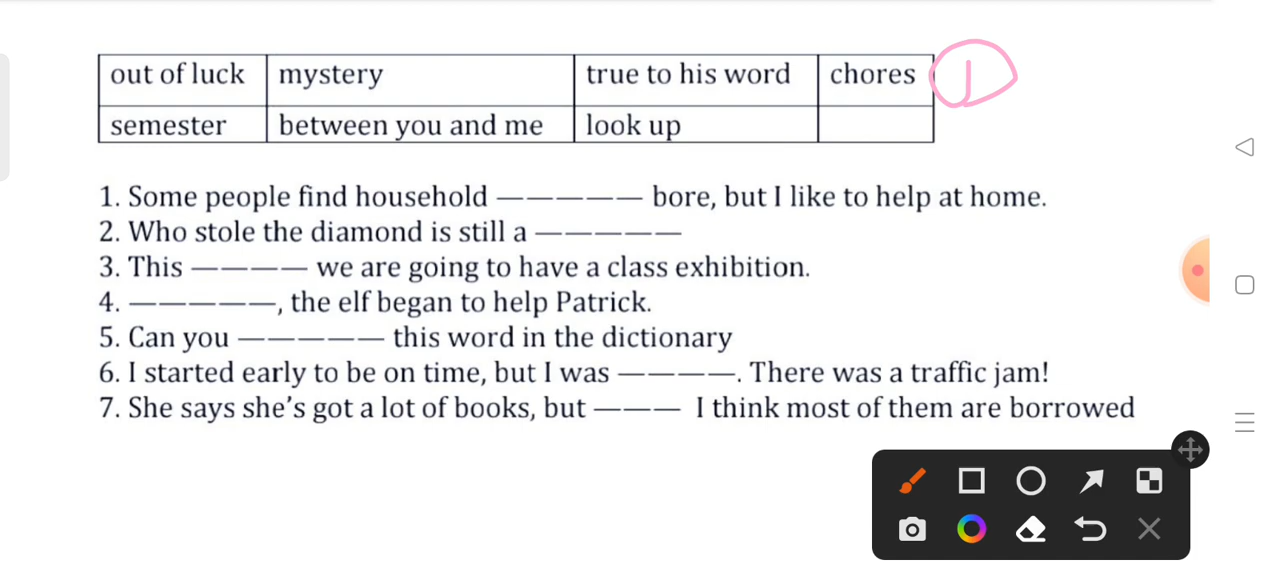 out of luck mystery true to his word chores 1
semester between you and me look up
1. Some people find household ————— bore, but I like to help at home.
2. Who stole the diamond is still a —————
3. This ———— we are going to have a class exhibition.
4. —————, the elf began to help Patrick.
5. Can you ————— this word in the dictionary
6. I started early to be on time, but I was ————. There was a traffic jam!
7. She says she's got a lot of books, but ——— I think most of them are borrowed